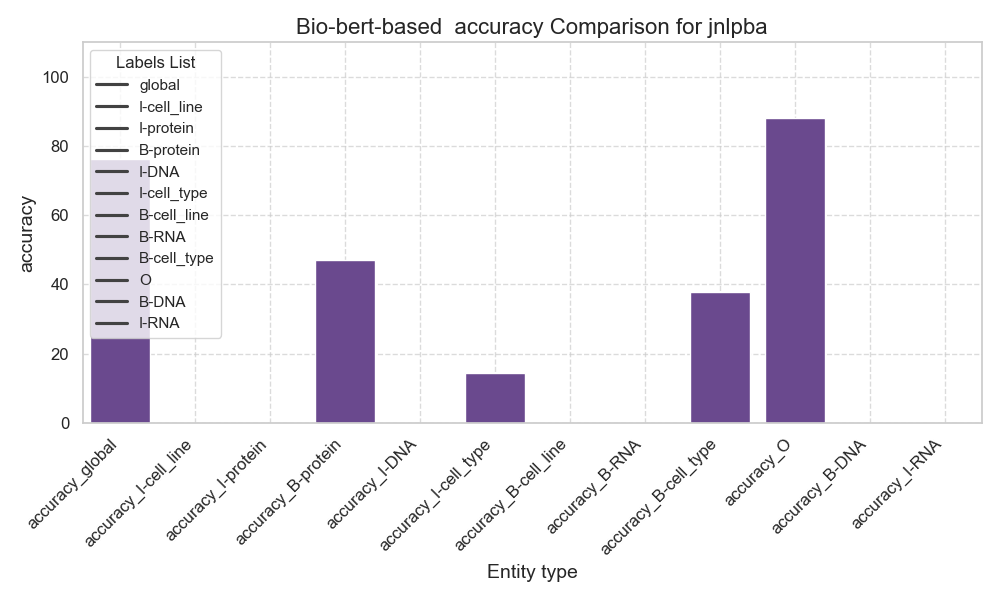 Bio-bert-based  accuracy Comparison for jnlpba
Labels List
global
I-cell_line
I-protein
B-protein
I-DNA
I-cell_type
B-cell_line
B-RNA
B-cell_type
O
B-DNA
I-RNA
accuracy
100
80
60
40
20
0
accuracy_global
accuracy_I-cell_line
accuracy_I-protein
accuracy_B-protein
accuracy_I-DNA
accuracy_I-cell_type
accuracy_B-cell_line
accuracy_B-RNA
accuracy_B-cell_type
accuracy_O
accuracy_B-DNA
accuracy_I-RNA
Entity type